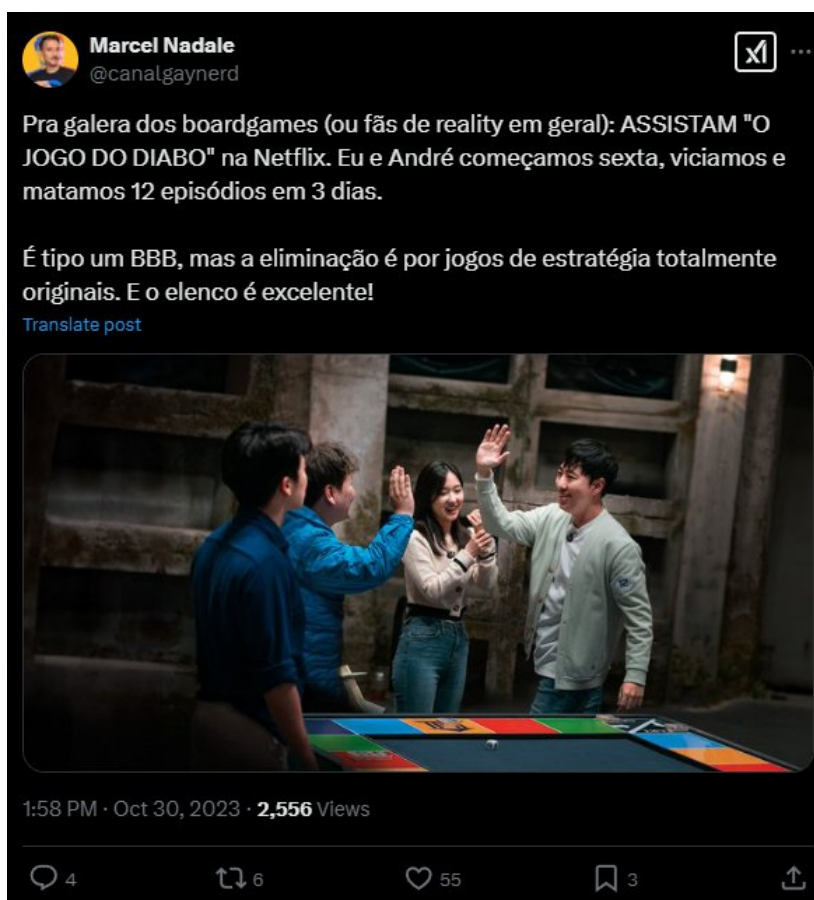 Marcel Nadale
@canalgaynerd
Pra galera dos boardgames (ou fãs de reality em geral): ASSISTAM "O
JOGO DO DIABO" na Netflix. Eu e André começamos sexta, viciamos e
matamos 12 episódios em 3 dias.
É tipo um BBB, mas a eliminação é por jogos de estratégia totalmente
originais. E o elenco é excelente!
Translate post
1:58 PM · Oct 30, 2023 · 2,556 Views
4 6 55 3